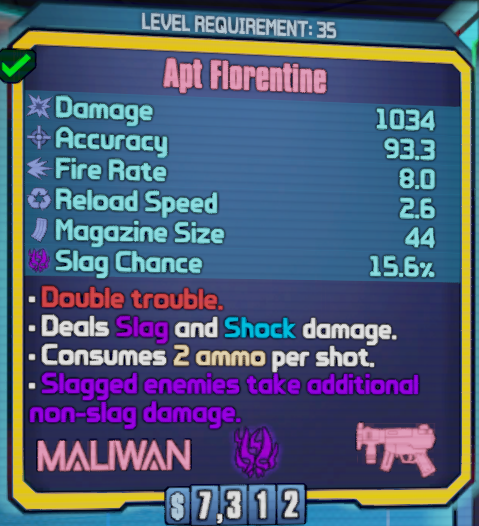 LEVEL REQUIREMENT: 35
Apt Florentine
Damage 1034
Accuracy 93.3
Fire Rate 8.0
Reload Speed 2.6
Magazine Size 44
Slag Chance 15.6%
• Double trouble.
• Deals Slag and Shock damage.
• Consumes 2 ammo per shot.
• Slagged enemies take additional
non-slag damage.
MALIWAN
$ 7,312